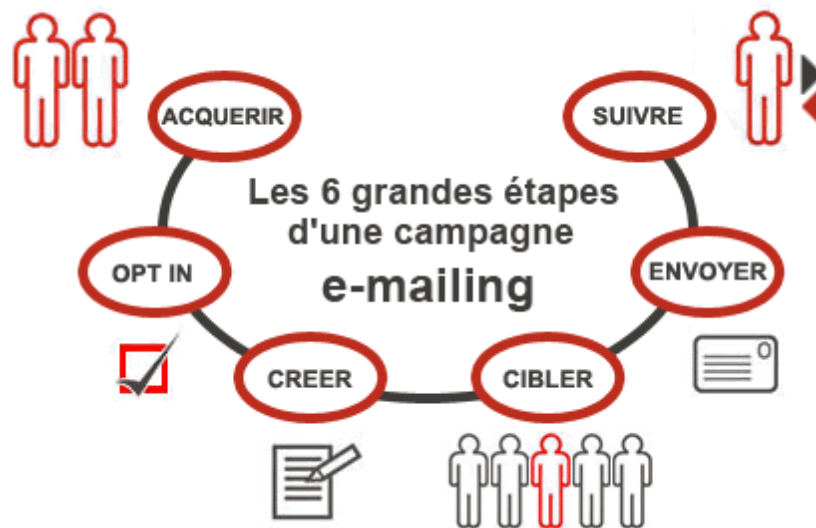 ACQUERIR
SUIVRE
Les 6 grandes étapes
d'une campagne
e-mailing
OPT IN
ENVOYER
CREER
CIBLER